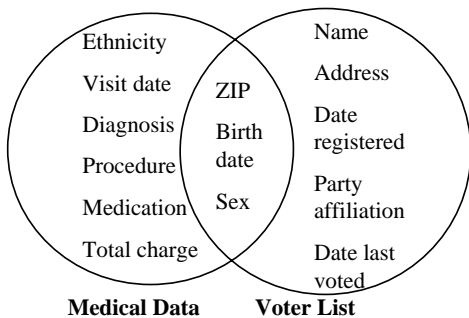 Ethnicity
Visit date
Diagnosis
Procedure
Medication
Total charge
ZIP
Birth
date
Sex
Name
Address
Date
registered
Party
affiliation
Date last
voted
Medical Data
Voter List